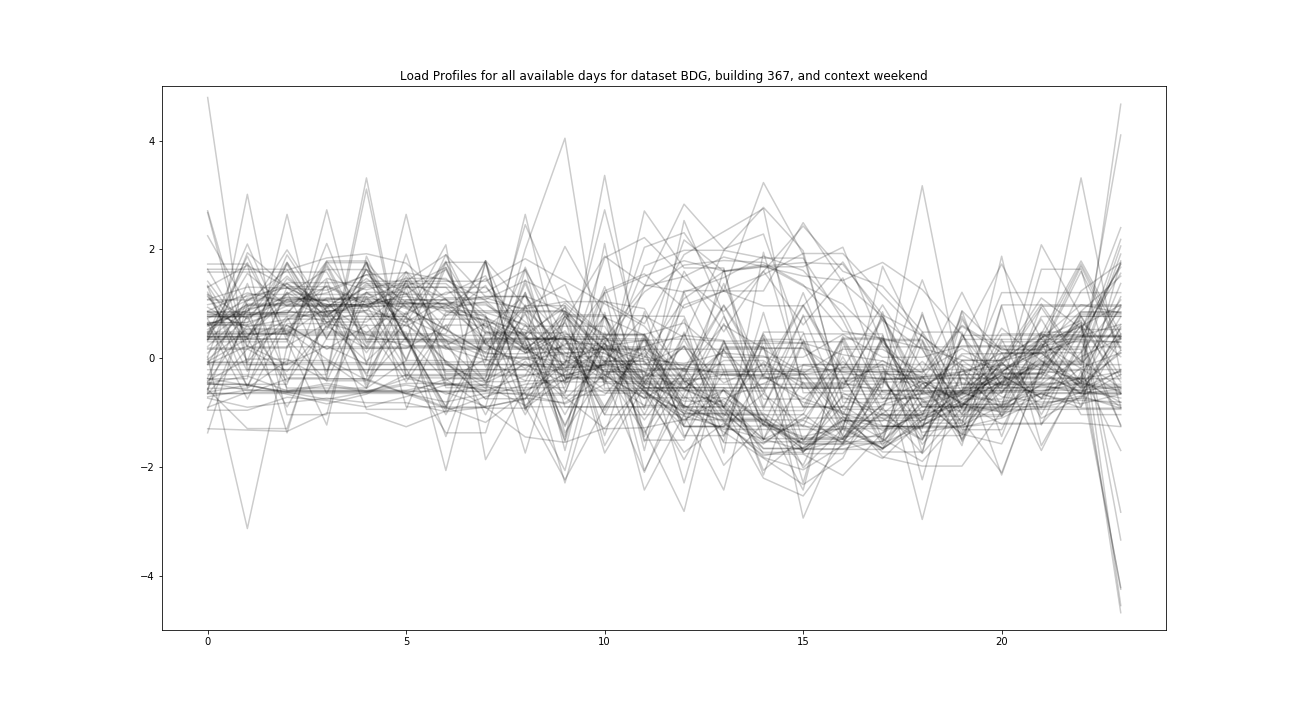 Load Profiles for all available days for dataset BDG, building 367, and context weekend
4
2
0
−2
−4
0 5 10 15 20